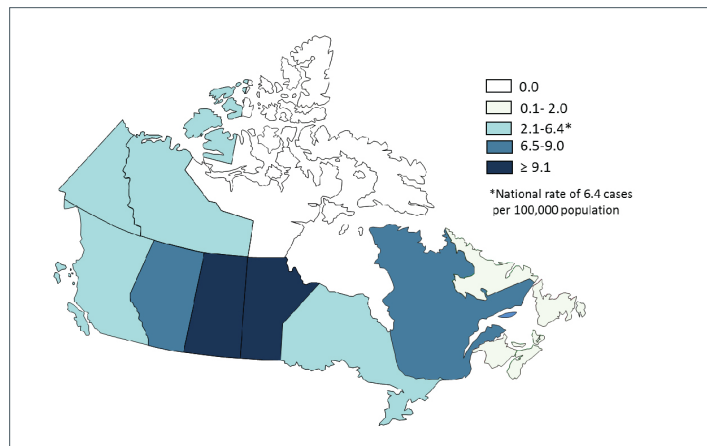 0.0
0.1- 2.0
2.1-6.4*
6.5-9.0
≥ 9.1
*National rate of 6.4 cases
per 100,000 population